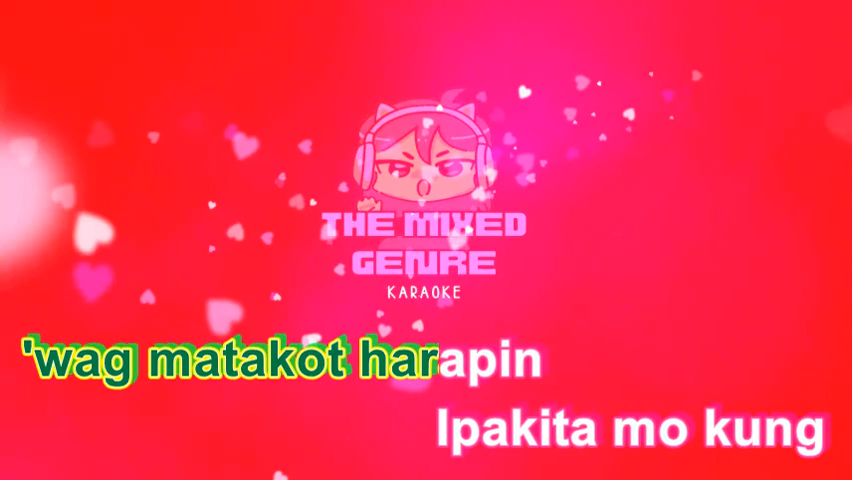 THE MIXED
GENRE
KARAOKE
'wag matakot harapin
Ipakita mo kung